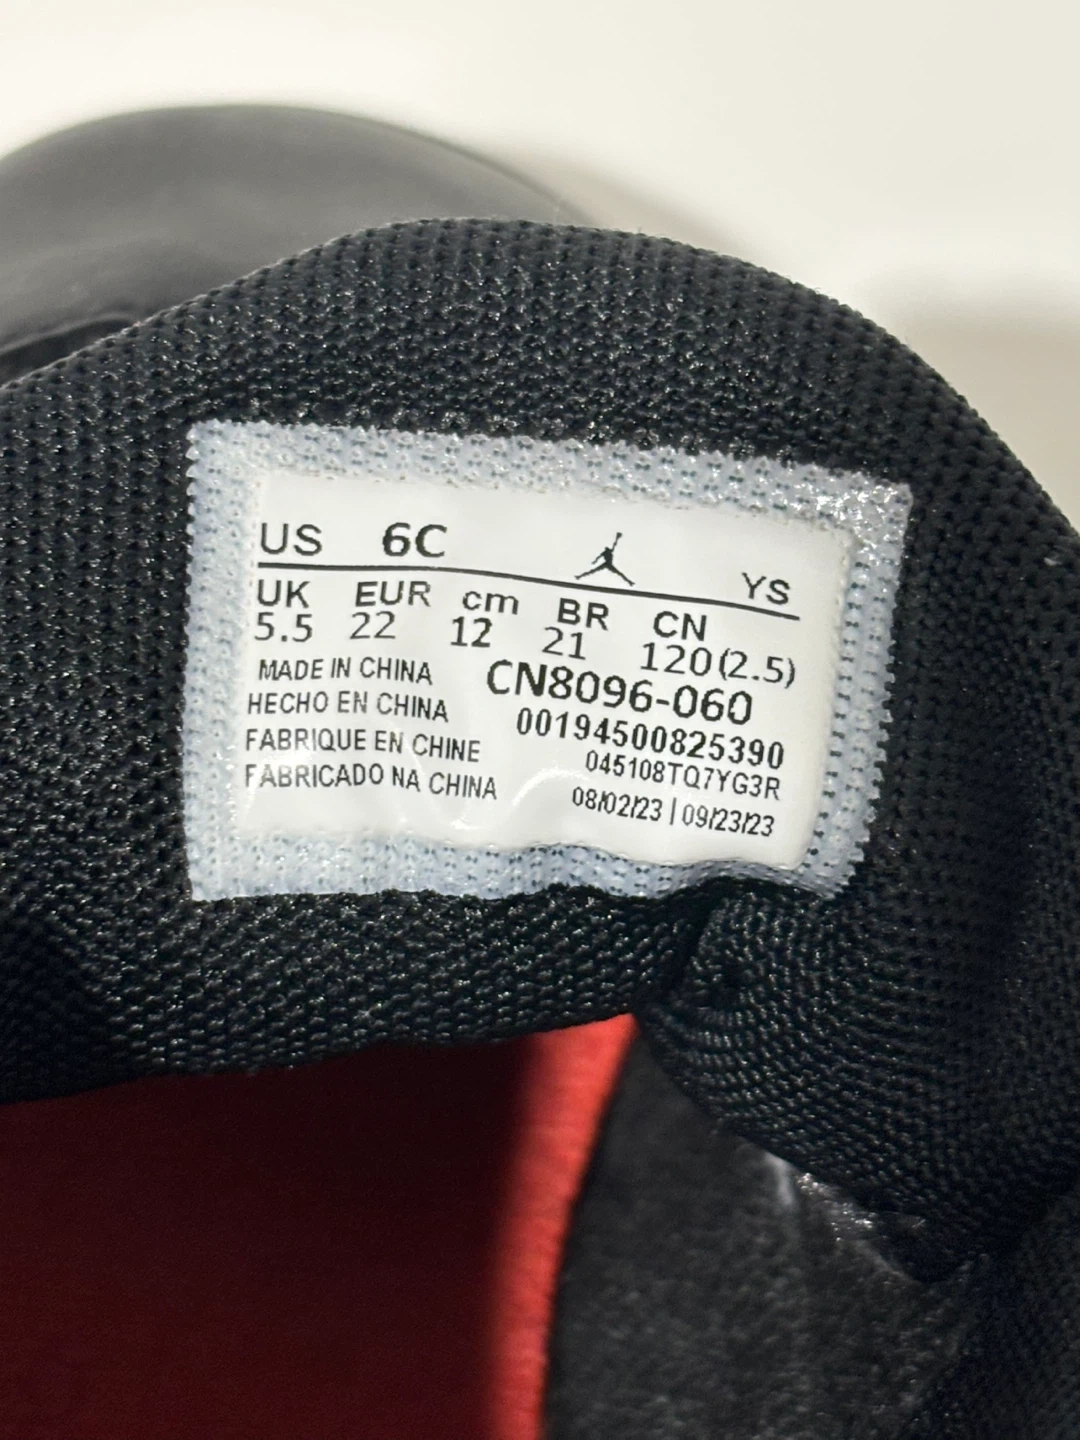 US 6C YS
UK EUR cm BR CN
5.5 22 12 21 120(2.5)
MADE IN CHINA
HECHO EN CHINA
FABRIQUE EN CHINE
FABRICADO NA CHINA
CN8096-060
00194500825390
045108TQ7YG3R
08/02/23 | 09/23/23